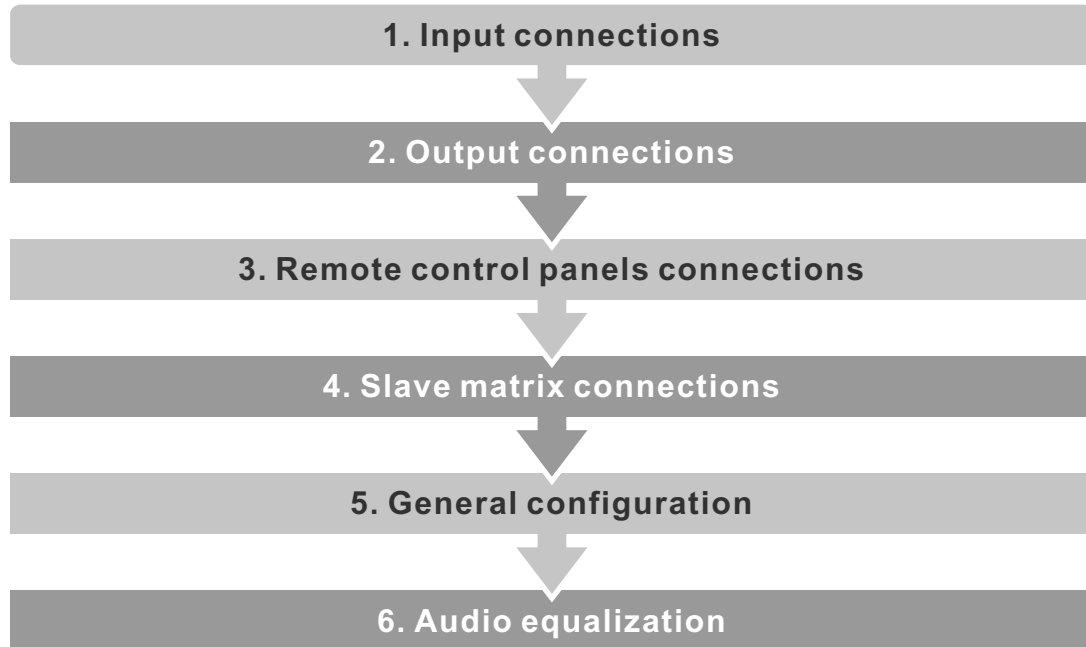 1. Input connections
2. Output connections
3. Remote control panels connections
4. Slave matrix connections
5. General configuration
6. Audio equalization